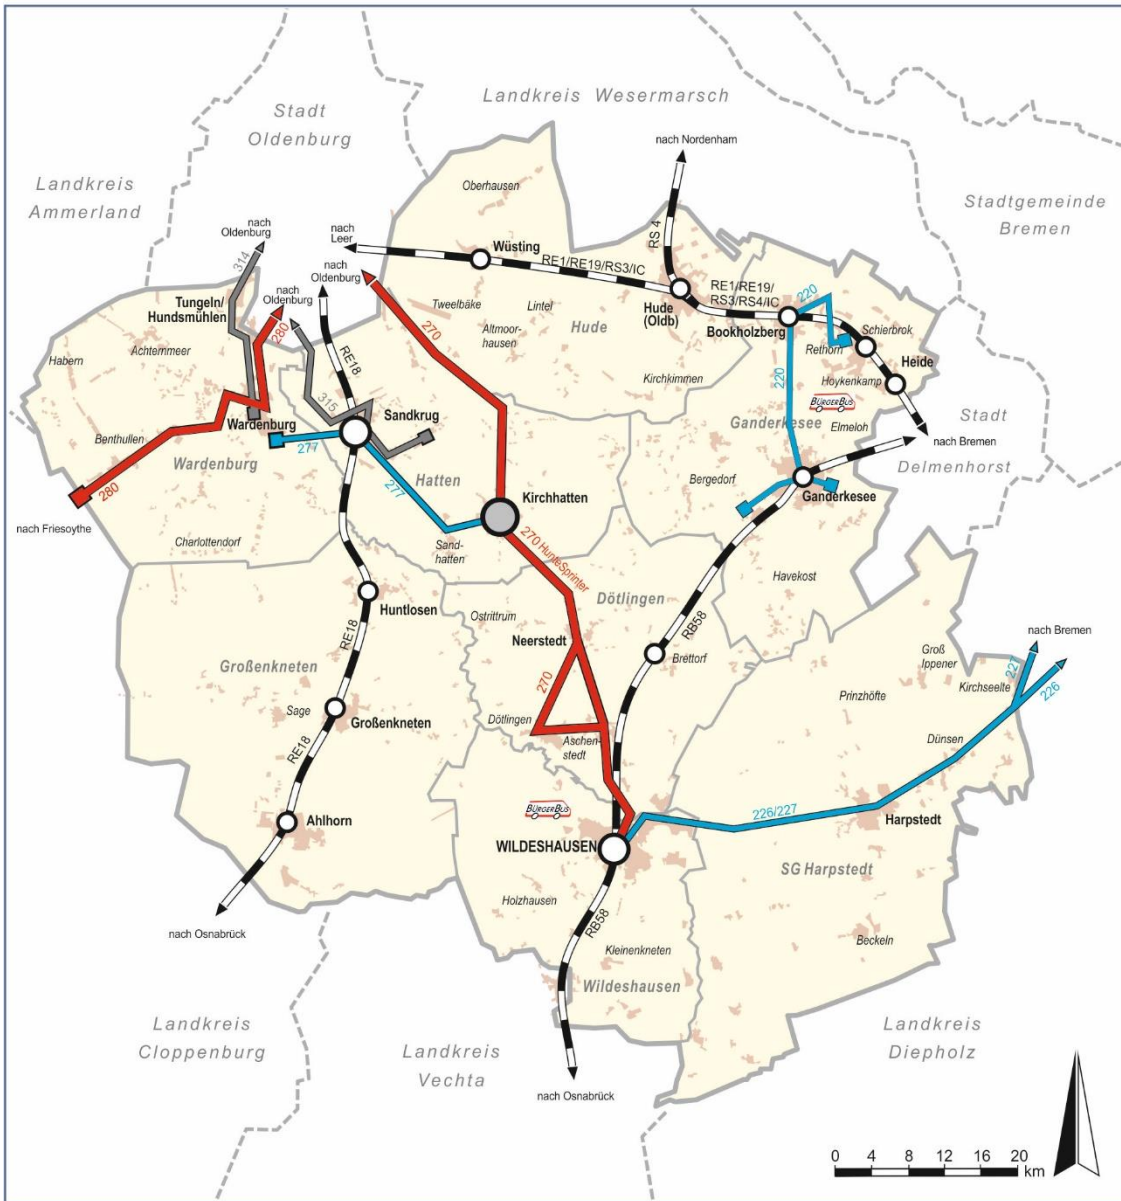 Landkreis Wesermarsch
Stadt
Oldenburg
nach Nordenham
Landkreis
Ammerland
Oberhausen
Stadtgemeinde
Bremen
nach
Oldenburg
314
nach
Leer
Wüsting
RS 4
RE1/RE19/RS3/IC
nach
Oldenburg
Tungeln/
Hundsmühlen
nach
Oldenburg
280
RE18
Tweelbäke
Lintel
Hude
(Oldb)
RE1/RE19/
RS3/RS4/IC
220
Bookholzberg
Schierbrok
Habern
Achternmeer
270
Altmoor-
hausen
Hude
Rethorn
Heide
Kirchkimmen
220
Hoykenkamp
BÜRGERBUS
315
Sandkrug
Wardenburg
Ganderkesee
Elmeloh
Stadt
Delmenhorst
nach Bremen
Benthullen
277
Wardenburg
280
Hatten
277
Bergedorf
Ganderkesee
Kirchhatten
nach Friesoythe
Charlottendorf
Sand-
hatten
270 HunteSprinter
Havekost
Huntlosen
Dötlingen
Ostrittrum
RB58
RE18
Neerstedt
Brettorf
nach Bremen
Großenkneten
Groß
Ippener
227
Kirchseelte
226
270
Prinzhöfte
Sage
Großenkneten
Dötlingen
Aschen-
stedt
Dünsen
RE18
BÜRGERBUS
226/227
Harpstedt
Ahlhorn
WILDESHAUSEN
SG Harpstedt
Holzhausen
RB58
nach Osnabrück
Kleinenkneten
Beckeln
Wildeshausen
Landkreis
Cloppenburg
Landkreis
Vechta
Landkreis
Diepholz
nach Osnabrück
0 4 8 12 16 20
km